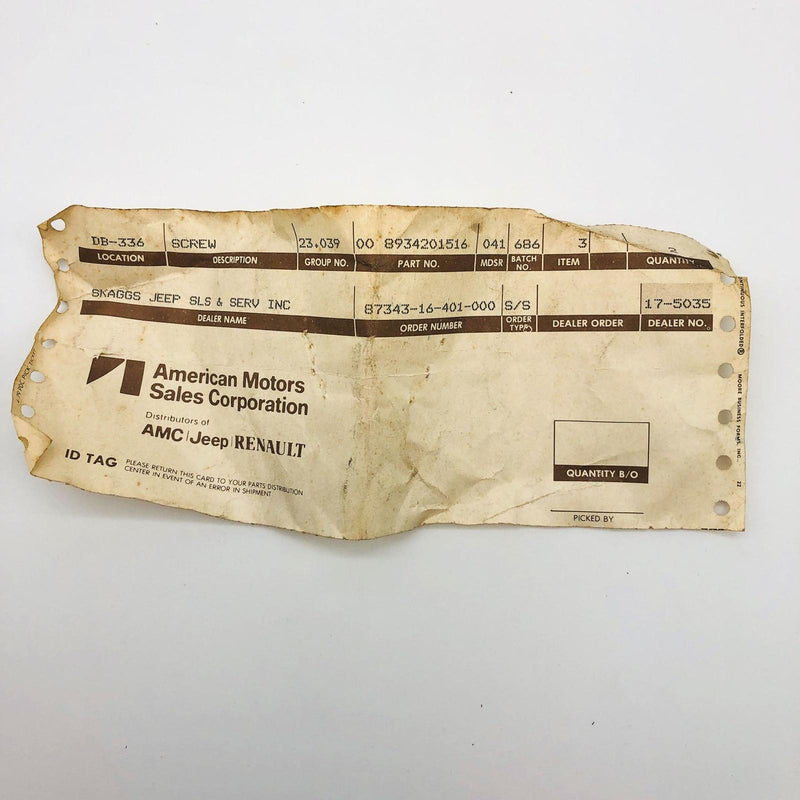 DB-336 SCREW 23.039 00 8934201516 041 686 3 2
LOCATION DESCRIPTION GROUP NO. PART NO. MDSR BATCH NO. ITEM QUANTITY
SKAGGS JEEP SLS & SERV INC 87343-16-401-000 S/S 17-5035
DEALER NAME ORDER NUMBER ORDER TYPE DEALER ORDER DEALER NO.
American Motors
Sales Corporation
Distributors of
AMC | Jeep | RENAULT
ID TAG PLEASE RETURN THIS CARD TO YOUR PARTS DISTRIBUTION
CENTER IN EVENT OF AN ERROR IN SHIPMENT
QUANTITY B/O
PICKED BY
INTERFOLDED MOORE BUSINESS FORMS, INC. 22